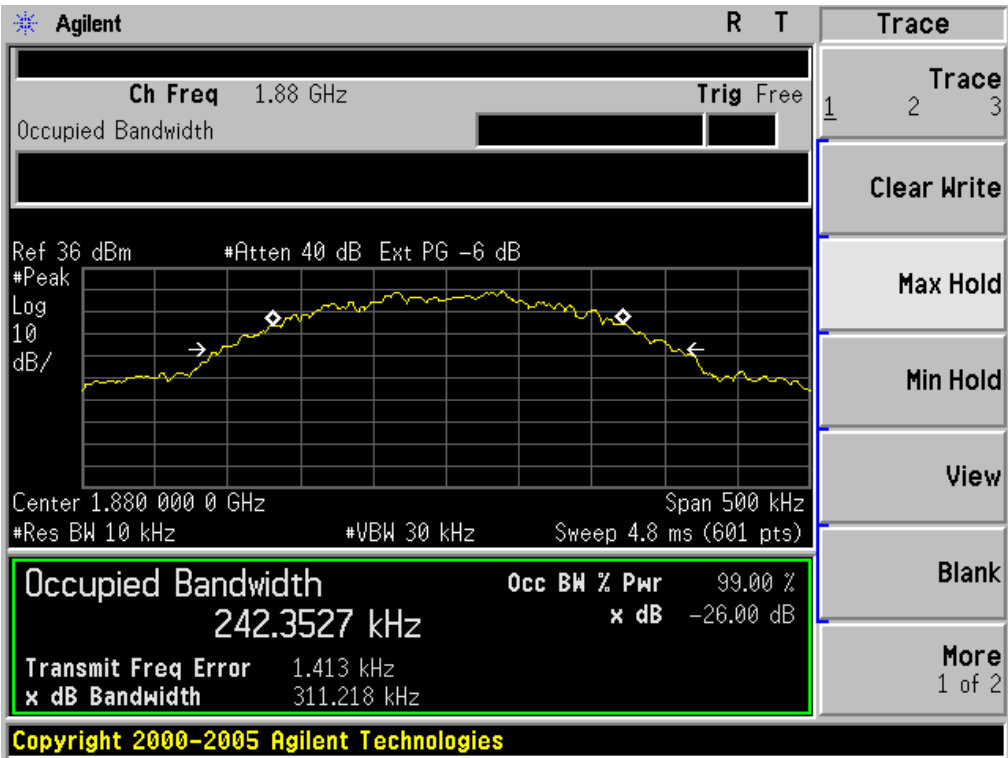 Agilent R T
Trace
Ch Freq 1.88 GHz Trig Free
Occupied Bandwidth
Trace
1 2 3
Clear Write
Ref 36 dBm #Atten 40 dB Ext PG -6 dB
#Peak
Log
10
dB/
Max Hold
Min Hold
View
Center 1.880 000 0 GHz Span 500 kHz
#Res BW 10 kHz #VBW 30 kHz Sweep 4.8 ms (601 pts)
Occupied Bandwidth Occ BW % Pwr 99.00 %
242.3527 kHz x dB -26.00 dB
Transmit Freq Error 1.413 kHz
x dB Bandwidth 311.218 kHz
Blank
More
1 of 2
Copyright 2000-2005 Agilent Technologies